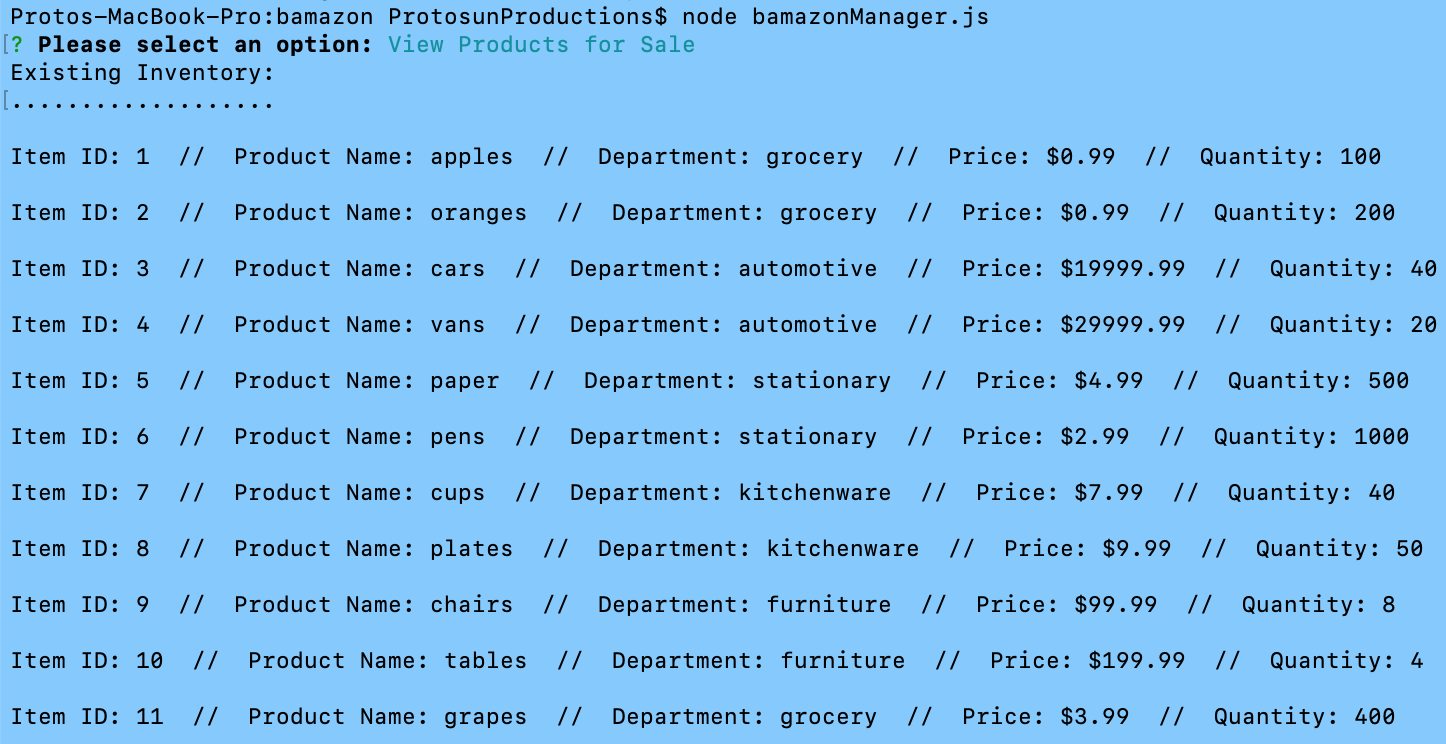 Protos-MacBook-Pro:bamazon ProtosunProductions$ node bamazonManager.js
[? Please select an option: View Products for Sale
Existing Inventory:
[...................
Item ID: 1  //  Product Name: apples  //  Department: grocery  //  Price: $0.99  //  Quantity: 100
Item ID: 2  //  Product Name: oranges  //  Department: grocery  //  Price: $0.99  //  Quantity: 200
Item ID: 3  //  Product Name: cars  //  Department: automotive  //  Price: $19999.99  //  Quantity: 40
Item ID: 4  //  Product Name: vans  //  Department: automotive  //  Price: $29999.99  //  Quantity: 20
Item ID: 5  //  Product Name: paper  //  Department: stationary  //  Price: $4.99  //  Quantity: 500
Item ID: 6  //  Product Name: pens  //  Department: stationary  //  Price: $2.99  //  Quantity: 1000
Item ID: 7  //  Product Name: cups  //  Department: kitchenware  //  Price: $7.99  //  Quantity: 40
Item ID: 8  //  Product Name: plates  //  Department: kitchenware  //  Price: $9.99  //  Quantity: 50
Item ID: 9  //  Product Name: chairs  //  Department: furniture  //  Price: $99.99  //  Quantity: 8
Item ID: 10  //  Product Name: tables  //  Department: furniture  //  Price: $199.99  //  Quantity: 4
Item ID: 11  //  Product Name: grapes  //  Department: grocery  //  Price: $3.99  //  Quantity: 400